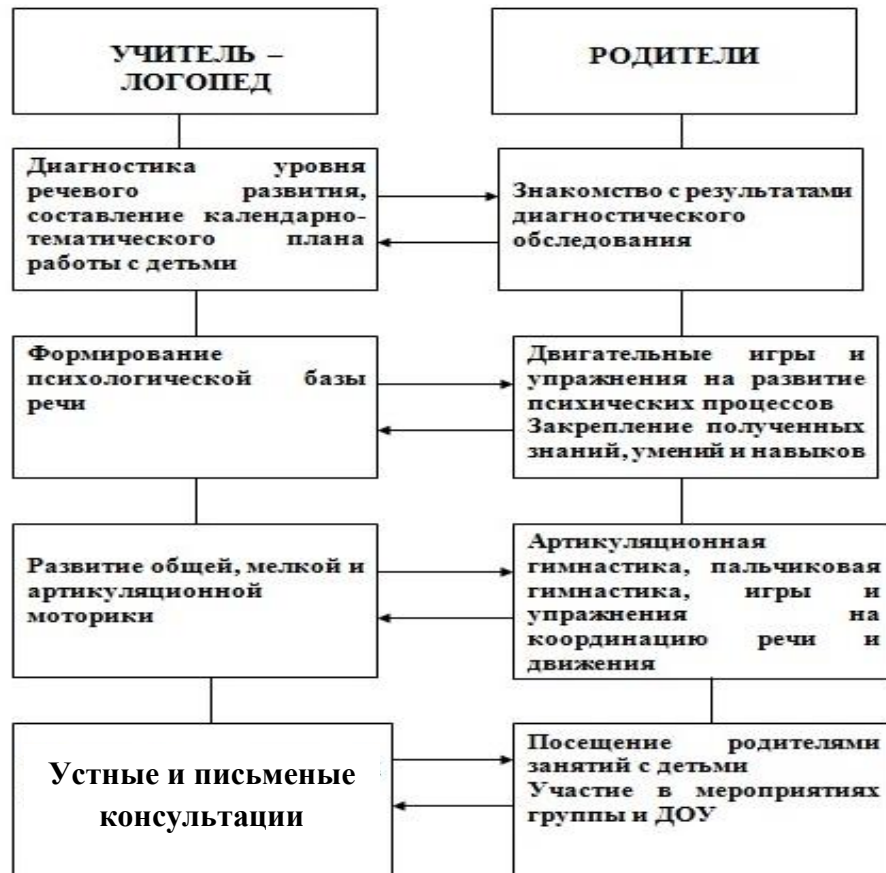 УЧИТЕЛЬ –
ЛОГОПЕД
РОДИТЕЛИ
Диагностика уровня
речевого развития,
составление календарно-
тематического плана
работы с детьми
Знакомство с результатами
диагностического
обследования
Формирование
психологической базы
речи
Двигательные игры и
упражнения на развитие
психических процессов
Закрепление полученных
знаний, умений и навыков
Развитие общей, мелкой и
артикуляционной
моторики
Артикуляционная
гимнастика, пальчиковая
гимнастика, игры и
упражнения на
координацию речи и
движения
Устные и письменые
консультации
Посещение родителями
занятий с детьми
Участие в мероприятиях
группы и ДОУ